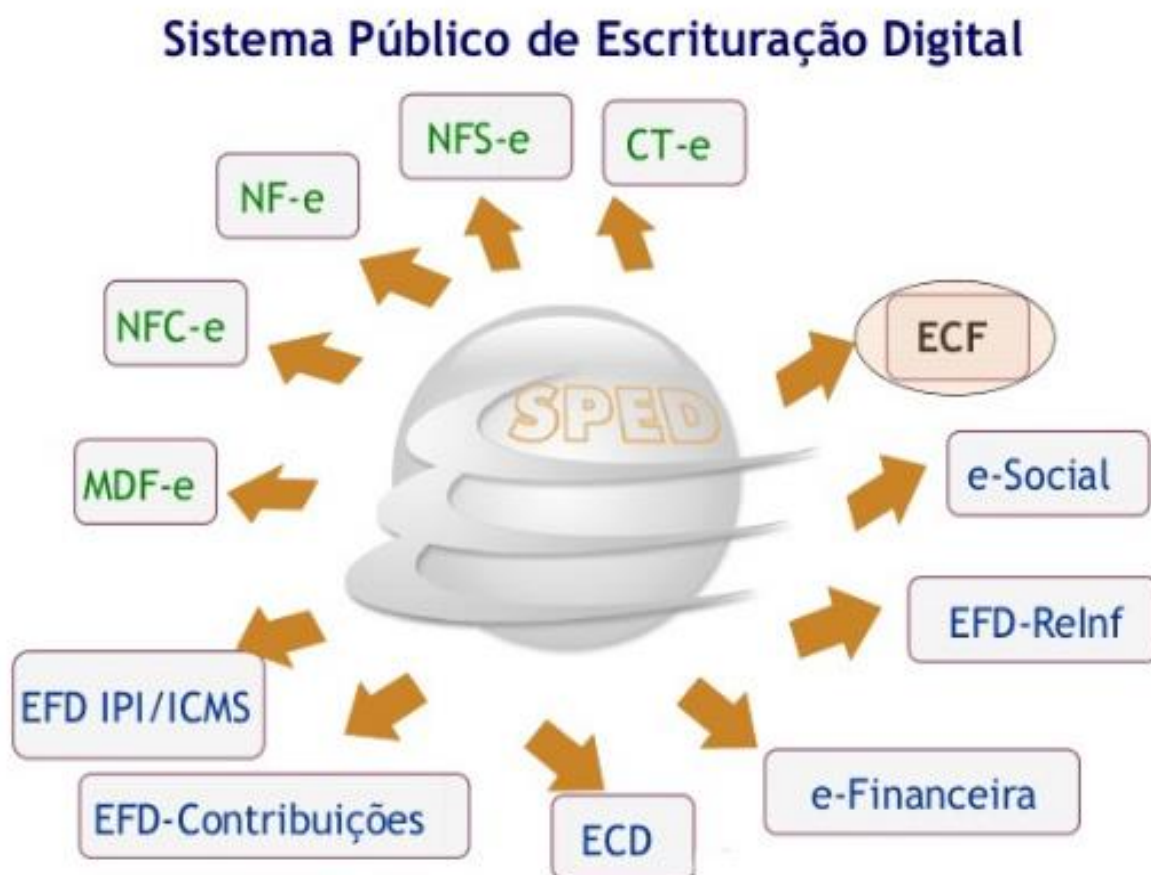 Sistema Público de Escrituração Digital
NFS-e
CT-e
NF-e
NFC-e
ECF
SPED
MDF-e
e-Social
EFD-ReInf
EFD IPI/ICMS
e-Financeira
EFD-Contribuições
ECD